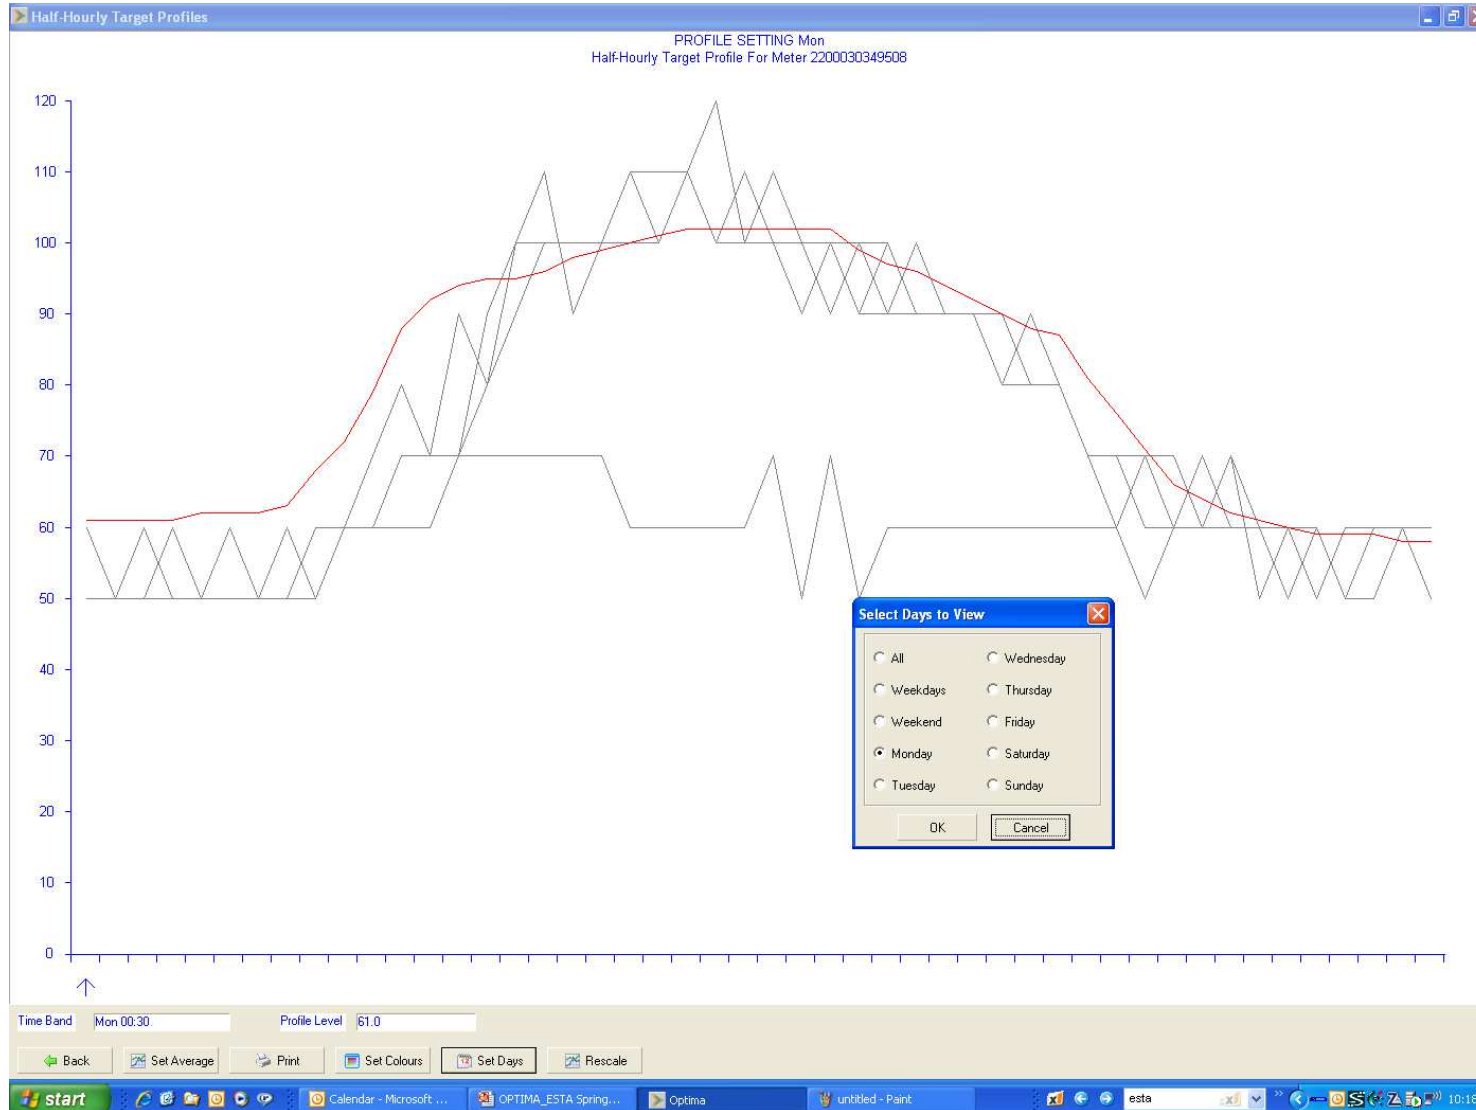 Half-Hourly Target Profiles
PROFILE SETTING Mon
Half-Hourly Target Profile For Meter 2200030349508
120
110
100
90
80
70
60
50
40
30
20
10
0
Select Days to View
All
Wednesday
Weekdays
Thursday
Weekend
Friday
Monday
Saturday
Tuesday
Sunday
OK
Cancel
Time Band
Mon 00:30
Profile Level
61.0
Back
Set Average
Print
Set Colours
Set Days
Rescale
start
Calendar - Microsoft ...
OPTIMA_ESTA Spring...
Optima
untitled - Paint
esta
10:18